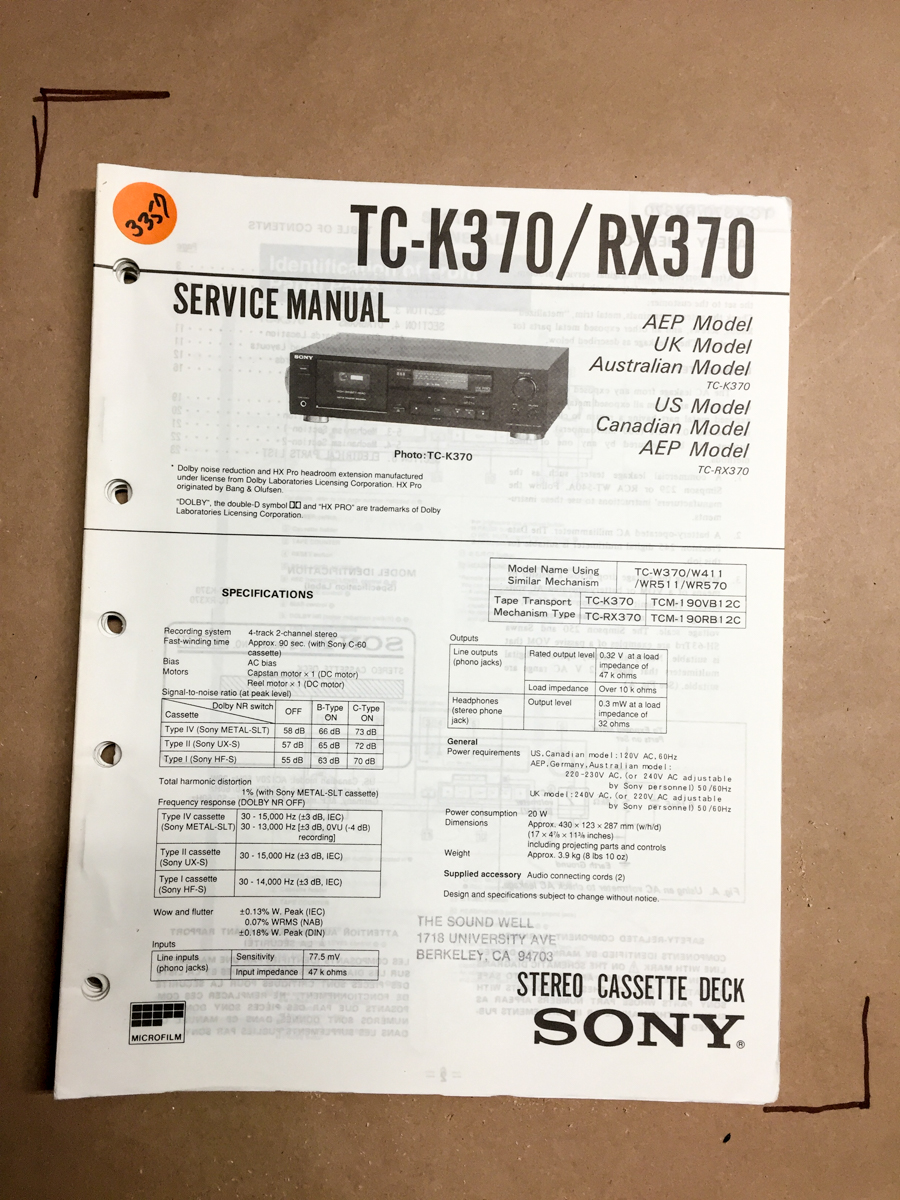 3357
TC-K370/RX370
SERVICE MANUAL
AEP Model
UK Model
Australian Model
TC-K370
US Model
Canadian Model
AEP Model
TC-RX370
SONY
Photo:TC-K370
* Dolby noise reduction and HX Pro headroom extension manufactured
under license from Dolby Laboratories Licensing Corporation. HX Pro
originated by Bang & Olufsen.
"DOLBY", the double-D symbol and "HX PRO" are trademarks of Dolby
Laboratories Licensing Corporation.
Model Name Using Similar Mechanism TC-W370/W411 /WR511/WR570
Tape Transport Mechanism Type TC-K370 TCM-190VB12C
TC-RX370 TCM-190RB12C
SPECIFICATIONS
Recording system 4-track 2-channel stereo
Fast-winding time Approx. 90 sec. (with Sony C-60
cassette)
Bias AC bias
Motors Capstan motor × 1 (DC motor)
Reel motor × 1 (DC motor)
Signal-to-noise ratio (at peak level)
Dolby NR switch Cassette OFF B-Type ON C-Type ON
Type IV (Sony METAL-SLT) 58 dB 66 dB 73 dB
Type II (Sony UX-S) 57 dB 65 dB 72 dB
Type I (Sony HF-S) 55 dB 63 dB 70 dB
Total harmonic distortion
1% (with Sony METAL-SLT cassette)
Frequency response (DOLBY NR OFF)
Type IV cassette 30 - 15,000 Hz (±3 dB, IEC)
(Sony METAL-SLT) 30 - 13,000 Hz [±3 dB, 0VU (-4 dB)
recording]
Type II cassette
(Sony UX-S) 30 - 15,000 Hz (±3 dB, IEC)
Type I cassette
(Sony HF-S) 30 - 14,000 Hz (±3 dB, IEC)
Wow and flutter ±0.13% W. Peak (IEC)
0.07% WRMS (NAB)
±0.18% W. Peak (DIN)
Inputs
Line inputs (phono jacks) Sensitivity 77.5 mV
Input impedance 47 k ohms
MICROFILM
Outputs
Line outputs (phono jacks) Rated output level 0.32 V at a load
impedance of
47 k ohms
Load impedance Over 10 k ohms
Headphones (stereo phone jack) Output level 0.3 mW at a load
impedance of
32 ohms
General
Power requirements US.Canadian model:120V AC,60Hz
AEP,Germany,Australian model:
220-230V AC,(or 240V AC adjustable
by Sony personnel) 50/60Hz
UK model:240V AC,(or 220V AC adjustable
by Sony personnel) 50/60Hz
Power consumption 20 W
Dimensions Approx. 430 × 123 × 287 mm (w/h/d)
(17 × 4⅞ × 11⅜ inches)
including projecting parts and controls
Weight Approx. 3.9 kg (8 lbs 10 oz)
Supplied accessory Audio connecting cords (2)
Design and specifications subject to change without notice.
THE SOUND WELL
1718 UNIVERSITY AVE
BERKELEY, CA 94703
STEREO CASSETTE DECK
SONY®